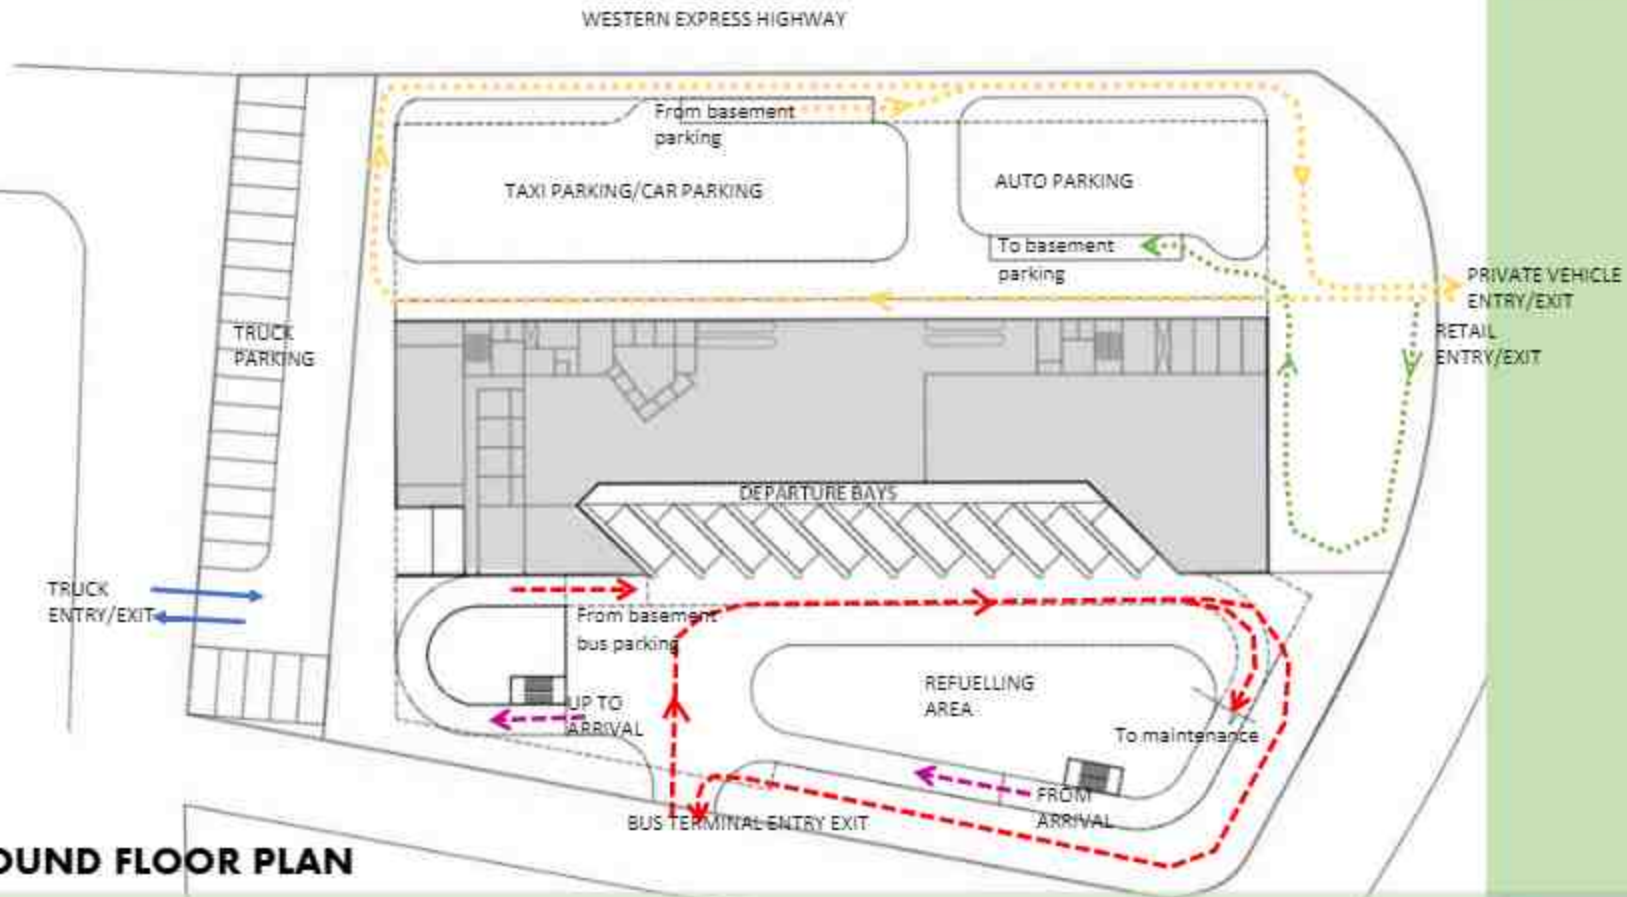 WESTERN EXPRESS HIGHWAY
From basement
parking
TAXI PARKING/CAR PARKING
AUTO PARKING
To basement
parking
PRIVATE VEHICLE
ENTRY/EXIT
RETAIL
ENTRY/EXIT
TRUCK
PARKING
DEPARTURE BAYS
TRUCK
ENTRY/EXIT
From basement
bus parking
UP TO
ARRIVAL
REFUELLING
AREA
To maintenance
FROM
ARRIVAL
BUS TERMINAL ENTRY EXIT
OUND FLOOR PLAN